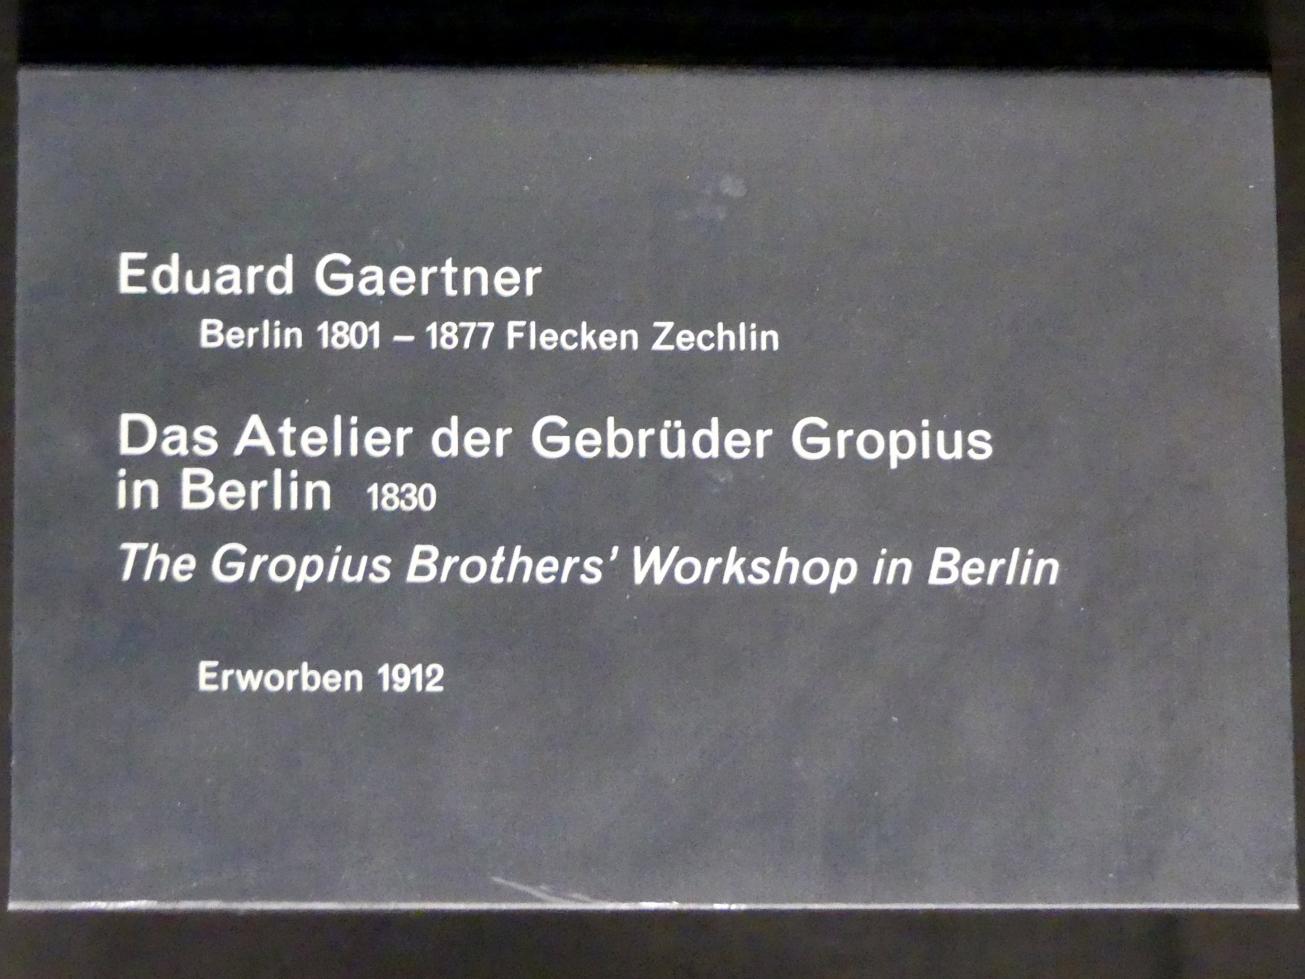 Eduard Gaertner
Berlin 1801 – 1877 Flecken Zechlin
Das Atelier der Gebrüder Gropius
in Berlin 1830
The Gropius Brothers' Workshop in Berlin
Erworben 1912